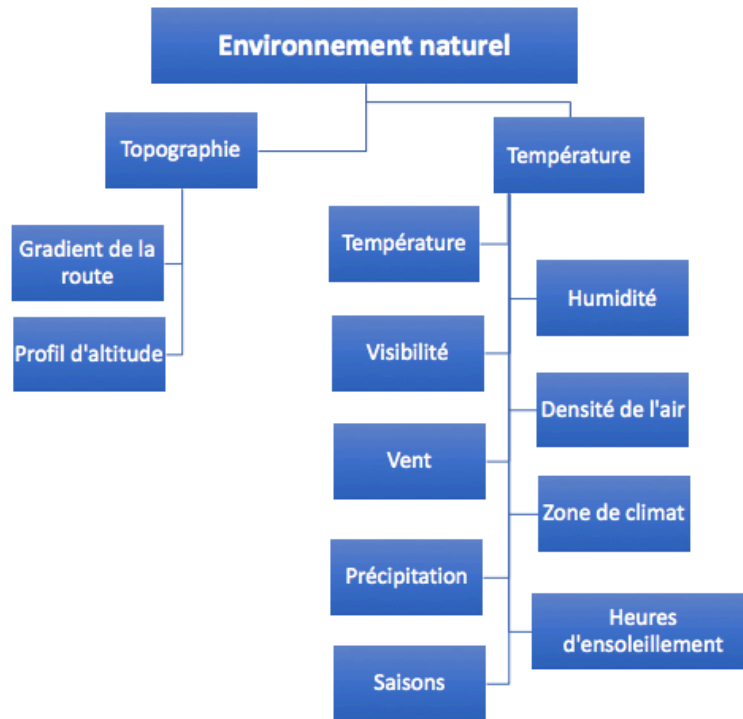 Environnement naturel
Topographie
Température
Gradient de la
route
Profil d'altitude
Température
Humidité
Visibilité
Densité de l'air
Vent
Zone de climat
Précipitation
Heures
d'ensoleillement
Saisons